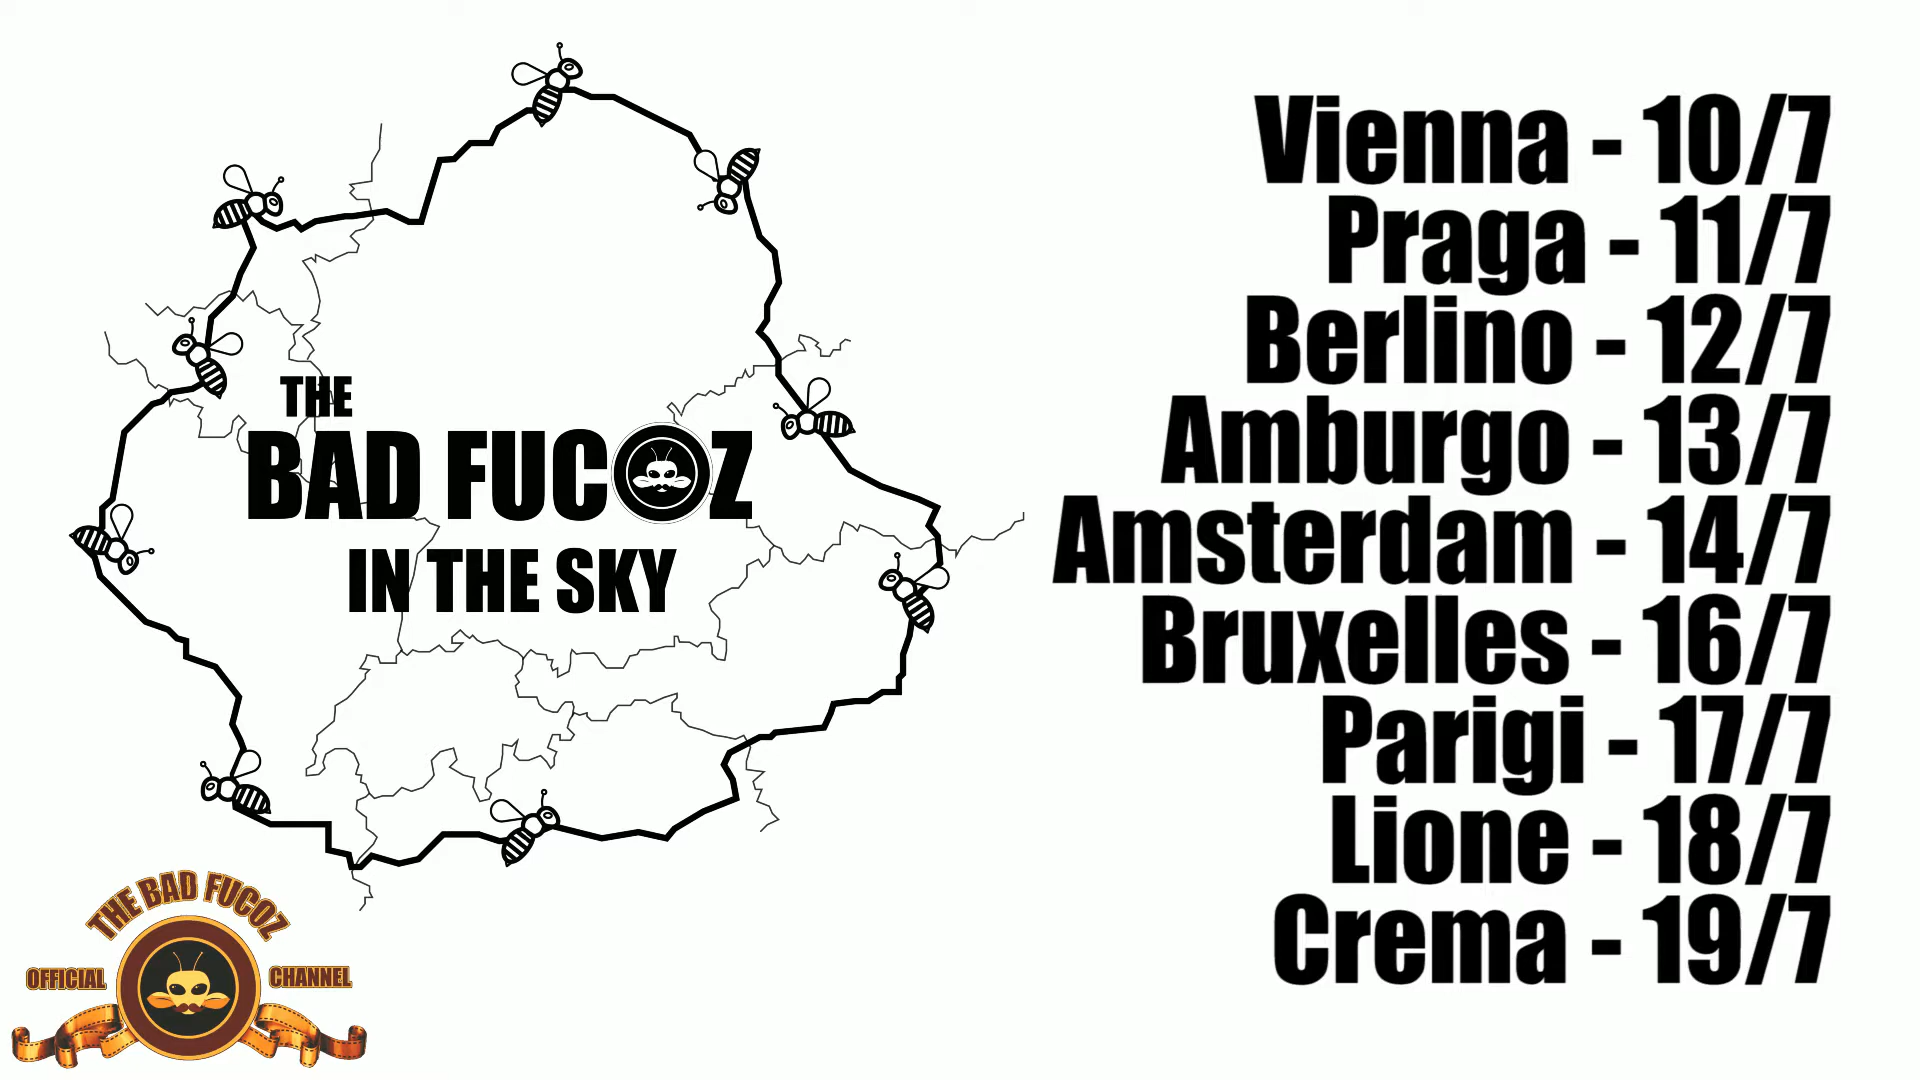 THE
BAD FUCOZ
IN THE SKY
Vienna - 10/7
Praga - 11/7
Berlino - 12/7
Amburgo - 13/7
Amsterdam - 14/7
Bruxelles - 16/7
Parigi - 17/7
Lione - 18/7
Crema - 19/7
THE BAD FUCOZ
OFFICIAL CHANNEL